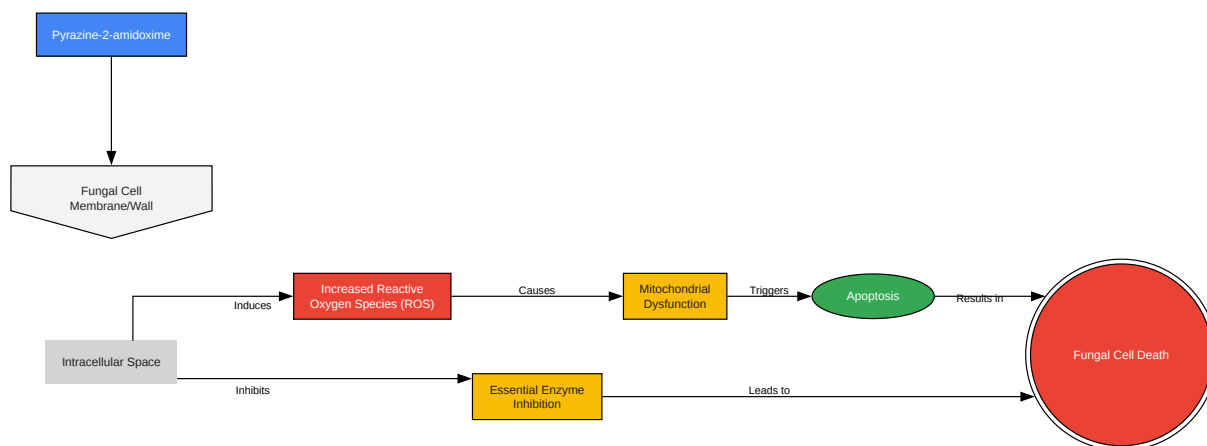 Pyrazine-2-amidoxime
Fungal Cell
Membrane/Wall
Increased Reactive
Oxygen Species (ROS)
Causes
Mitochondrial
Dysfunction
Triggers
Apoptosis
Results in
Induces
Fungal Cell Death
Intracellular Space
Inhibits
Essential Enzyme
Inhibition
Leads to